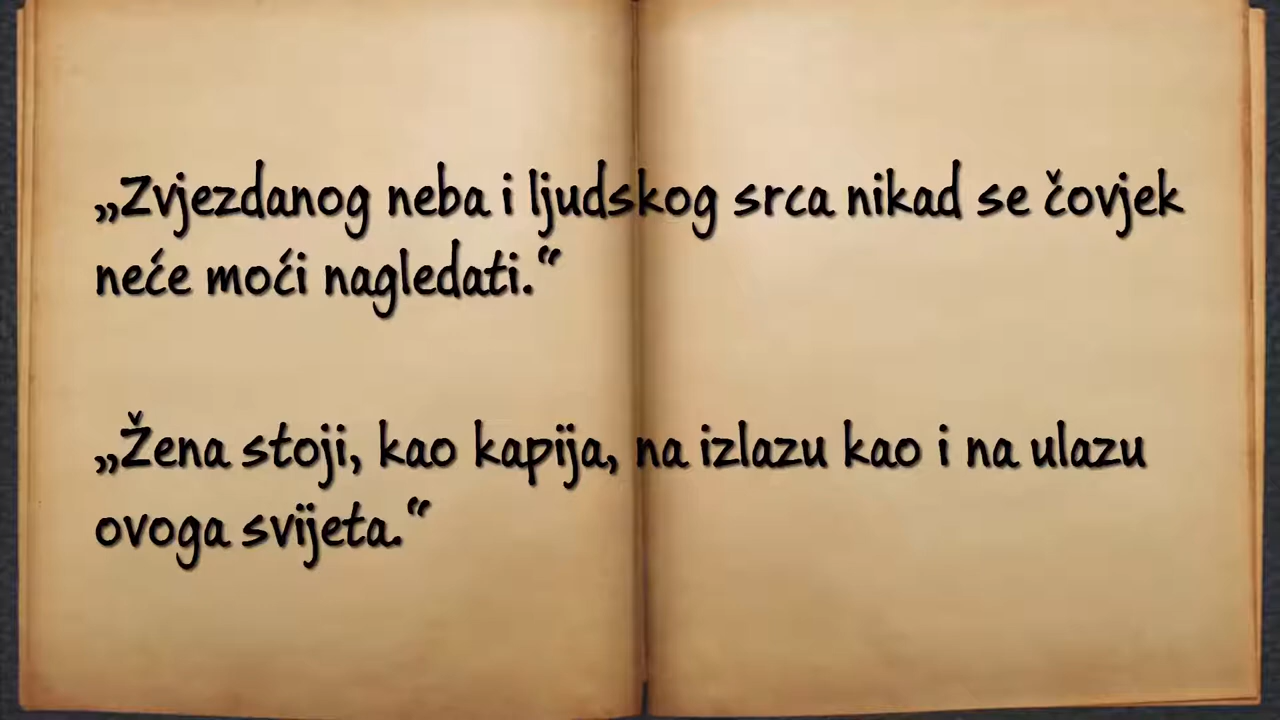 „Zvjezdanog neba i ljudskog srca nikad se čovjek
neće moći nagledati.“
„Žena stoji, kao kapija, na izlazu kao i na ulazu
ovoga svijeta.“